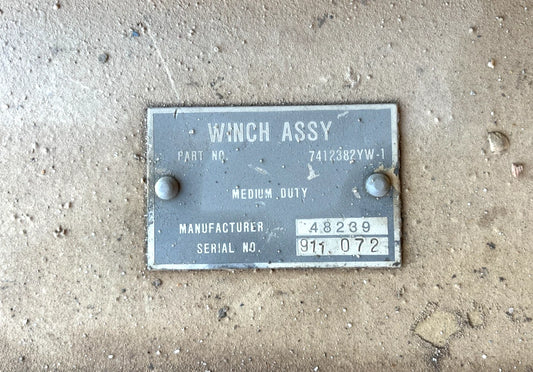 WINCH ASSY
PART NO. 7412382YW-1
MEDIUM DUTY
MANUFACTURER 48239
SERIAL NO. 911.072